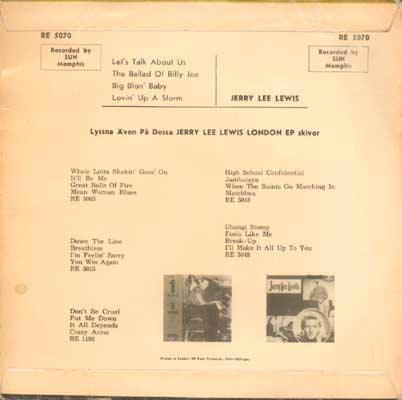 RE 5070
RE 5070
Recorded by
SUN
Memphis
Let's Talk About Us
The Ballad Of Billy Joe
Big Blon' Baby
Lovin' Up A Storm
JERRY LEE LEWIS
Recorded by
SUN
Memphis
Lyssna Även På Dessa JERRY LEE LEWIS LONDON EP skivor
Whole Lotta Shakin' Goin' On
It'll Be Me
Great Balls Of Fire
Mean Woman Blues
RE 5003
High School Confidential
Jambalaya
When The Saints Go Marching In
Matchbox
RE 5048
Down The Line
Breathless
I'm Feelin' Sorry
You Win Again
RE 5015
Ubangi Stomp
Fools Like Me
Break-Up
I'll Make It All Up To You
RE 5049
Don't Be Cruel
Put Me Down
It All Depends
Crazy Arms
Jerry Lee Lewis
Printed in Sweden